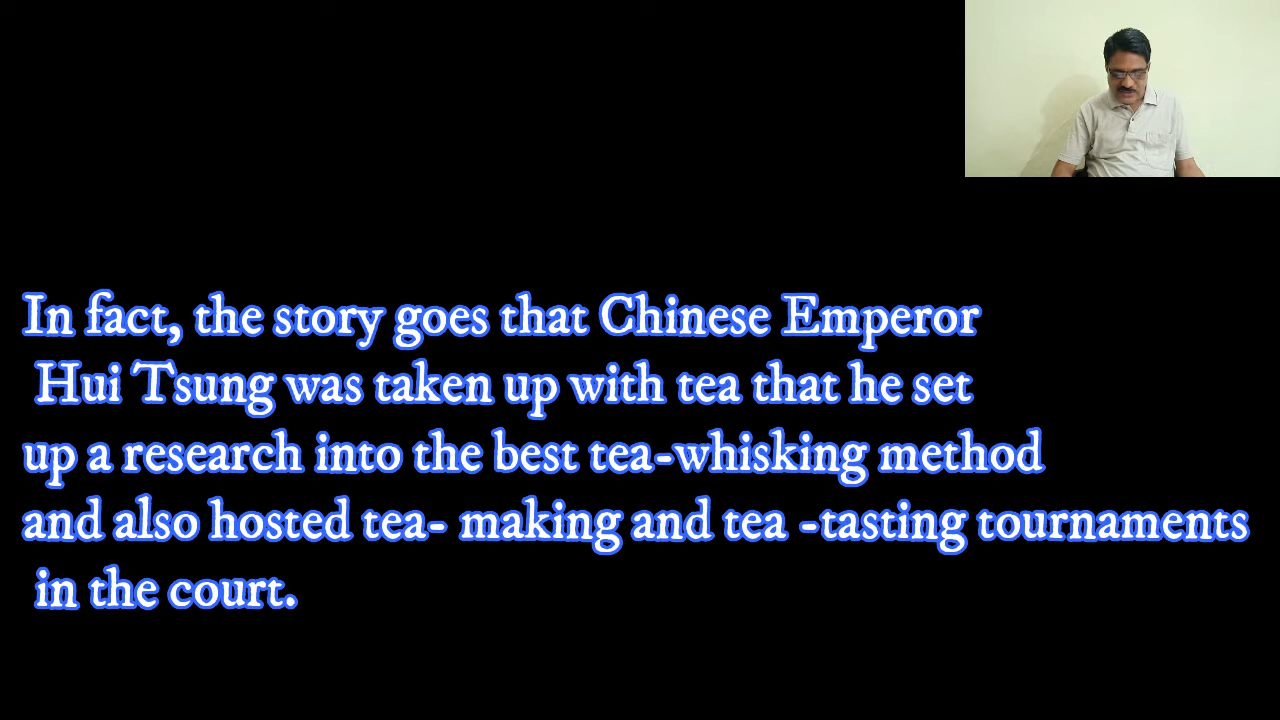 In fact, the story goes that Chinese Emperor
Hui Tsung was taken up with tea that he set
up a research into the best tea-whisking method
and also hosted tea- making and tea -tasting tournaments
in the court.